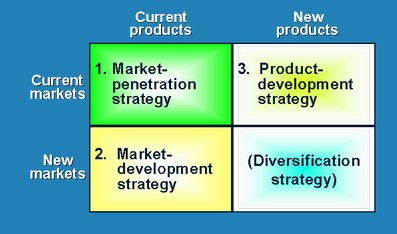 Current products
New products
Current markets
1. Market-
penetration
strategy
3. Product-
development
strategy
New markets
2. Market-
development
strategy
(Diversification
strategy)